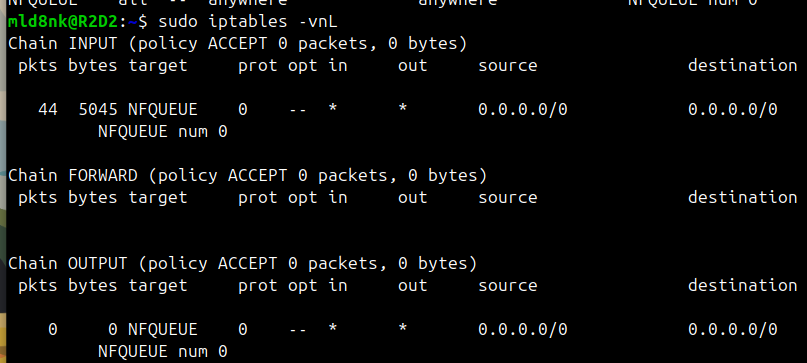 NFQUEUE    all  --  anywhere             anywhere             NFQUEUE num 0
mld8nk@R2D2:~$ sudo iptables -vnL
Chain INPUT (policy ACCEPT 0 packets, 0 bytes)
 pkts bytes target     prot opt in     out     source               destination
   44  5045 NFQUEUE    0    --  *      *       0.0.0.0/0            0.0.0.0/0
         NFQUEUE num 0
Chain FORWARD (policy ACCEPT 0 packets, 0 bytes)
 pkts bytes target     prot opt in     out     source               destination
Chain OUTPUT (policy ACCEPT 0 packets, 0 bytes)
 pkts bytes target     prot opt in     out     source               destination
    0     0 NFQUEUE    0    --  *      *       0.0.0.0/0            0.0.0.0/0
         NFQUEUE num 0